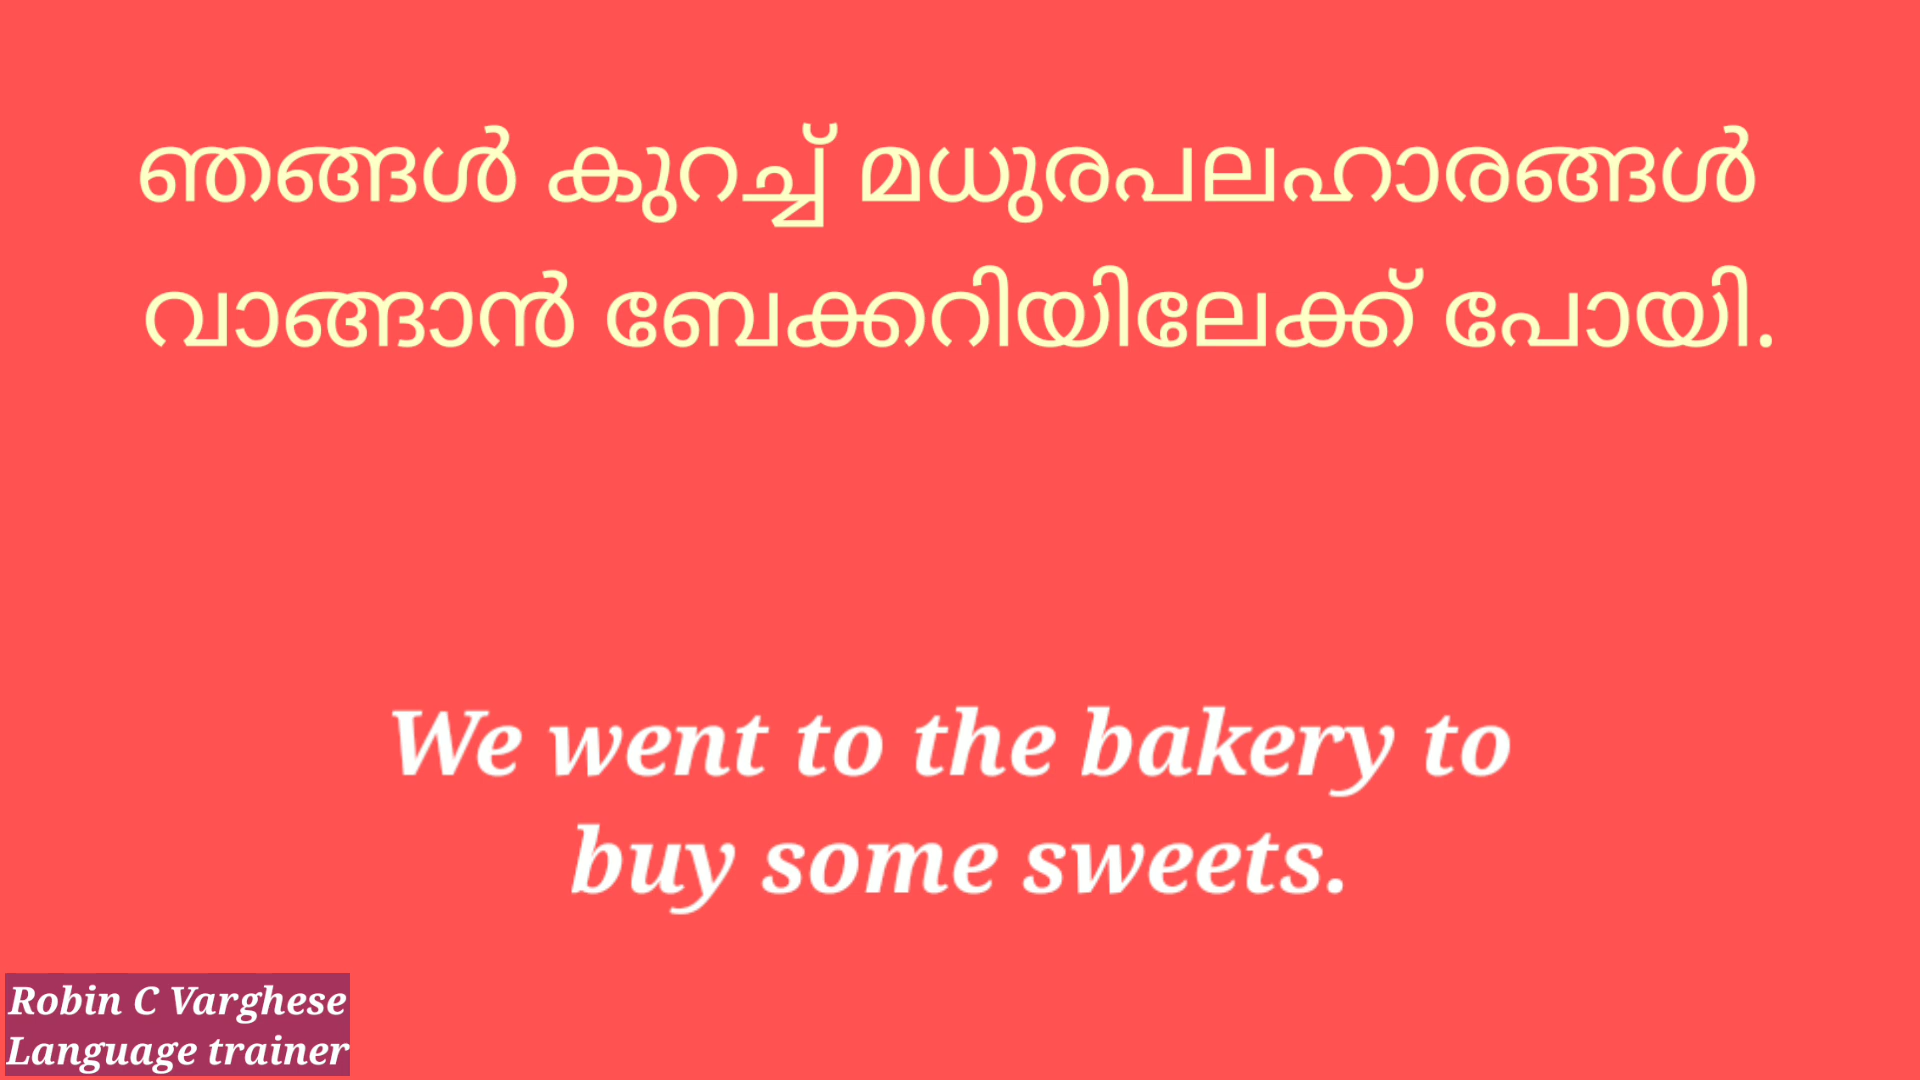 ഞങ്ങൾ കുറച്ച് മധുരപലഹാരങ്ങൾ
വാങ്ങാൻ ബേക്കറിയിലേക്ക് പോയി.
We went to the bakery to
buy some sweets.
Robin C Varghese
Language trainer